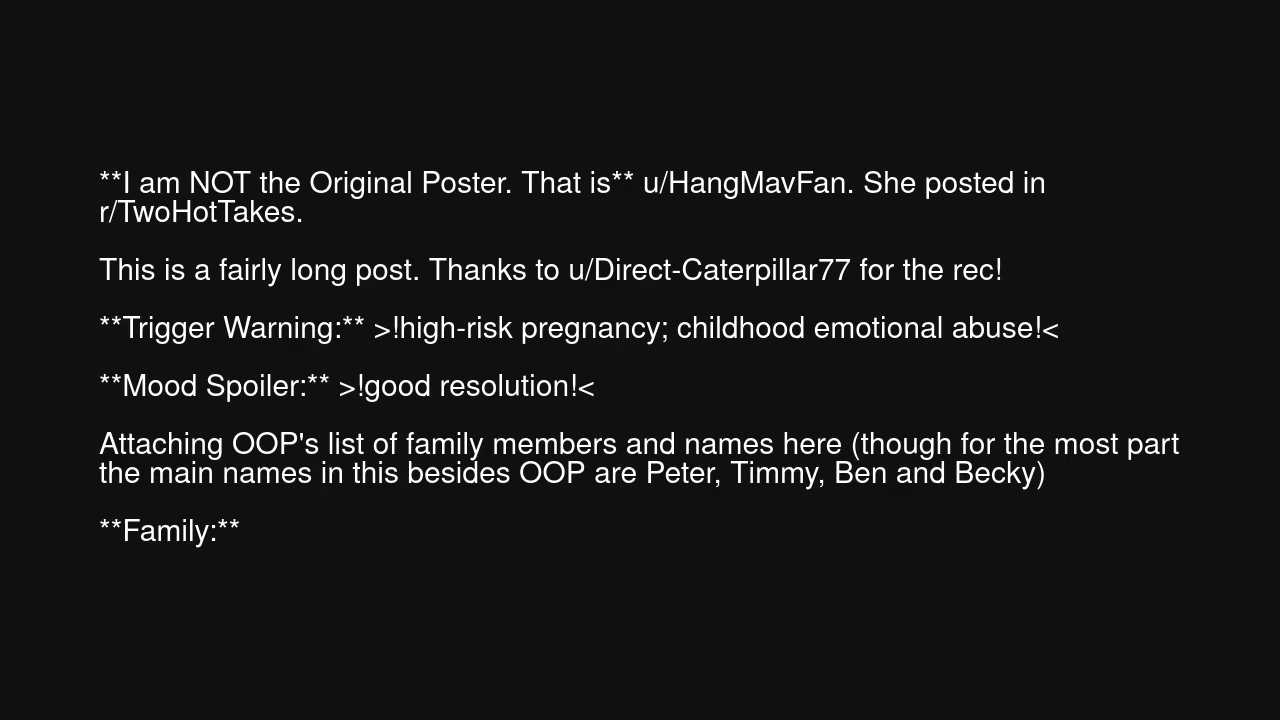 **I am NOT the Original Poster. That is** u/HangMavFan. She posted in
r/TwoHotTakes.
This is a fairly long post. Thanks to u/Direct-Caterpillar77 for the rec!
**Trigger Warning:** >!high-risk pregnancy; childhood emotional abuse!<
**Mood Spoiler:** >!good resolution!<
Attaching OOP's list of family members and names here (though for the most part
the main names in this besides OOP are Peter, Timmy, Ben and Becky)
**Family:**